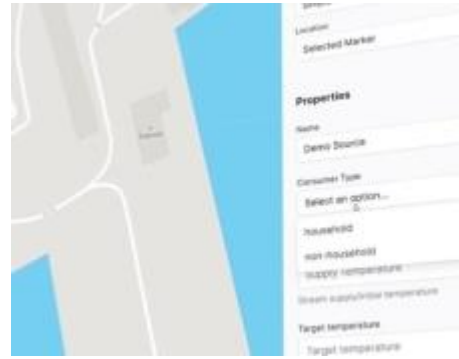 Location
Selected Marker
Properties
Name
Demo Source
Consumer Type
Select an option...
household
non-household
Supply temperature
Stream supply/initial temperature
Target temperature
Target temperature